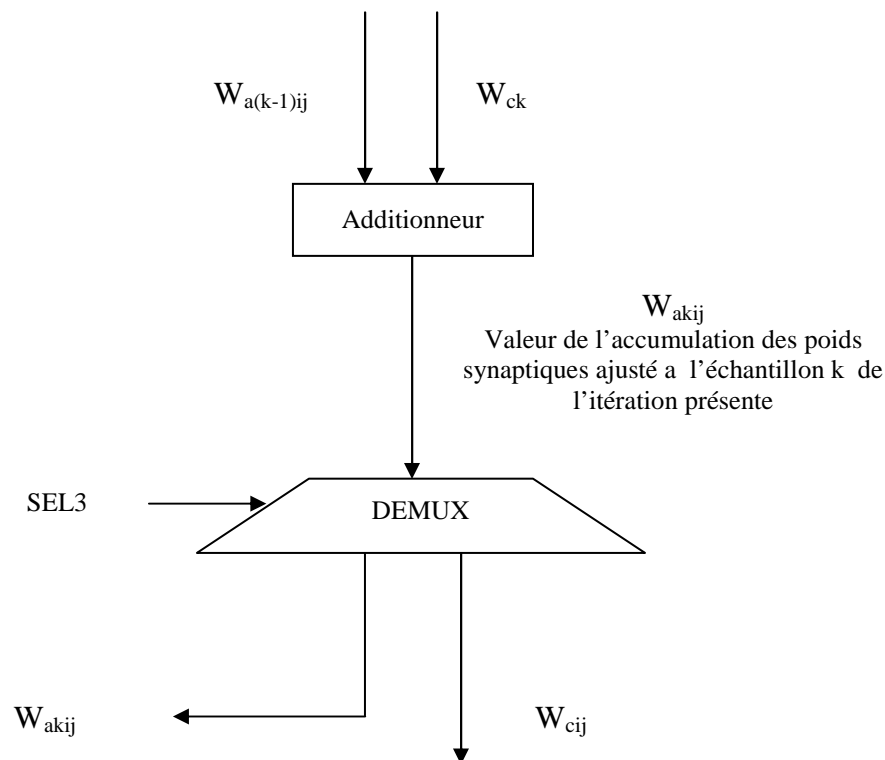 Wa(k-1)ij
Wck
Additionneur
Wakij
Valeur de l’accumulation des poids
synaptiques ajusté a l’échantillon k de
l’itération présente
SEL3
DEMUX
Wakij
Wcij